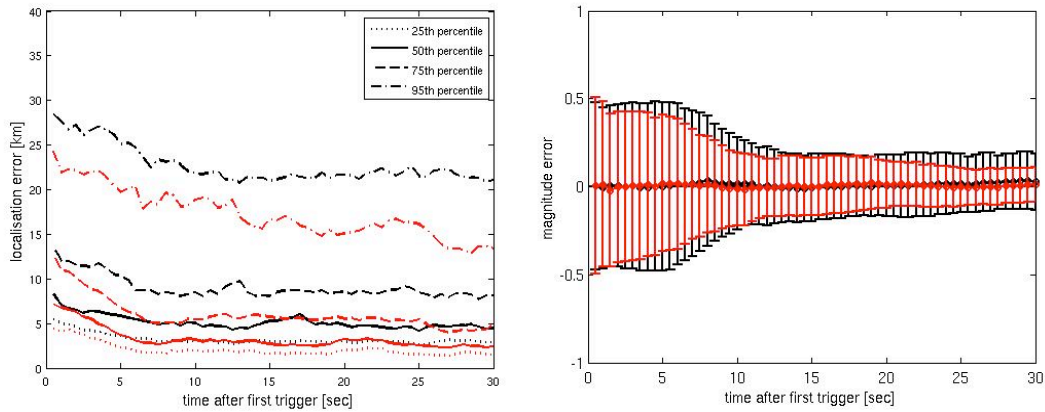 40
35
30
25
20
15
10
5
0
localisation error [km]
25th percentile
50th percentile
75th percentile
95th percentile
0 5 10 15 20 25 30
time after first trigger [sec]
1
0.5
0
-0.5
-1
magnitude error
0 5 10 15 20 25 30
time after first trigger [sec]